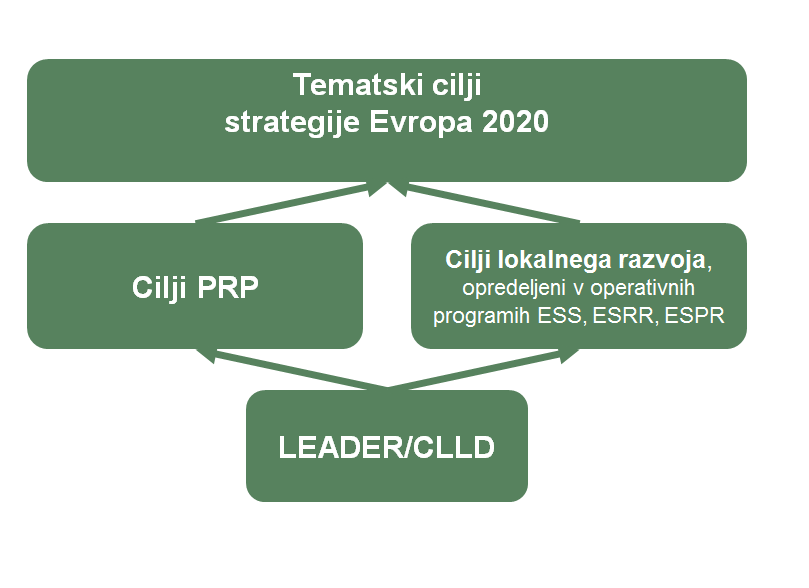 Tematski cilji
strategije Evropa 2020
Cilji PRP
Cilji lokalnega razvoja,
opredeljeni v operativnih
programih ESS, ESRR, ESPR
LEADER/CLLD